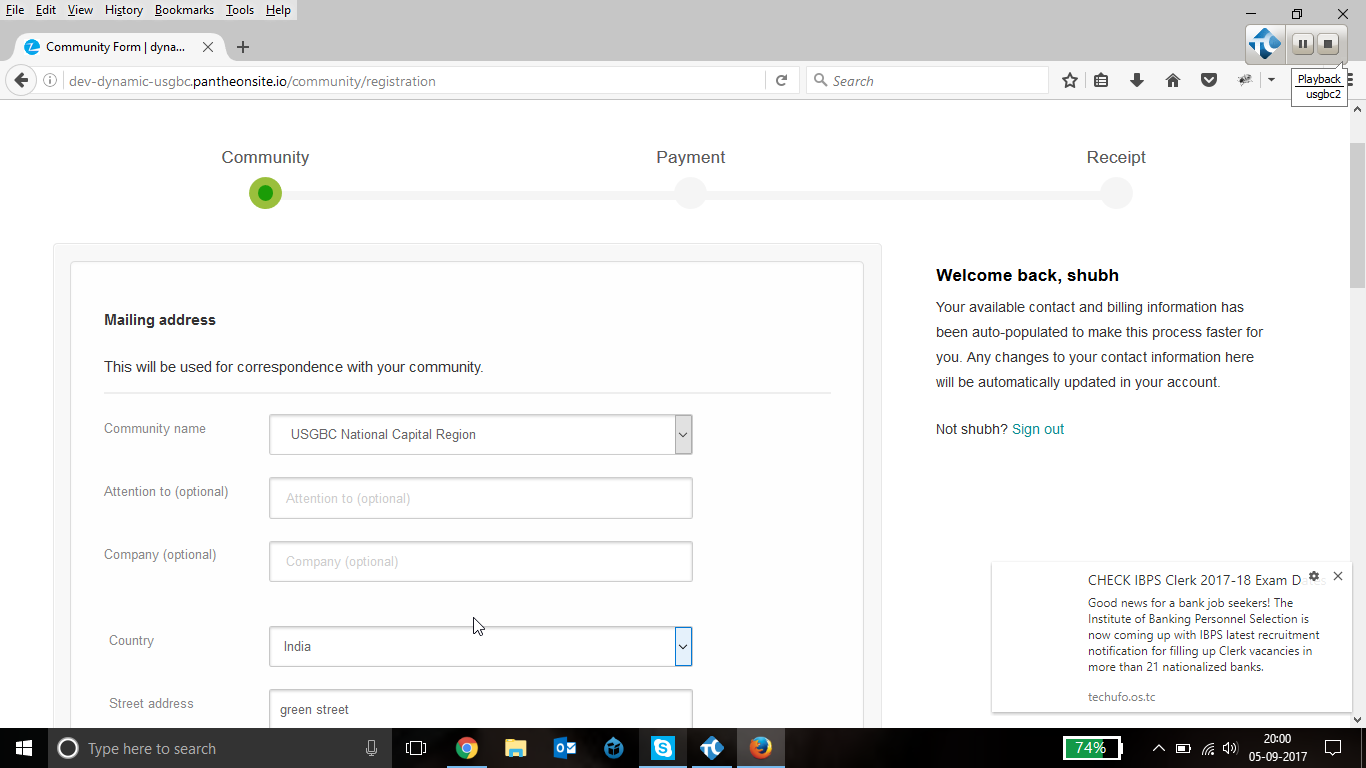 File Edit View History Bookmarks Tools Help
Community Form | dyna...
dev-dynamic-usgbc.pantheonsite.io/community/registration
Search
Playback
usgbc2
Community Payment Receipt
Mailing address
This will be used for correspondence with your community.
Community name
USGBC National Capital Region
Attention to (optional)
Attention to (optional)
Company (optional)
Company (optional)
Country
India
Street address
green street
Welcome back, shubh
Your available contact and billing information has
been auto-populated to make this process faster for
you. Any changes to your contact information here
will be automatically updated in your account.
Not shubh? Sign out
CHECK IBPS Clerk 2017-18 Exam D
Good news for a bank job seekers! The
Institute of Banking Personnel Selection is
now coming up with IBPS latest recruitment
notification for filling up Clerk vacancies in
more than 21 nationalized banks.
techufo.os.tc
Type here to search
74%
20:00
05-09-2017